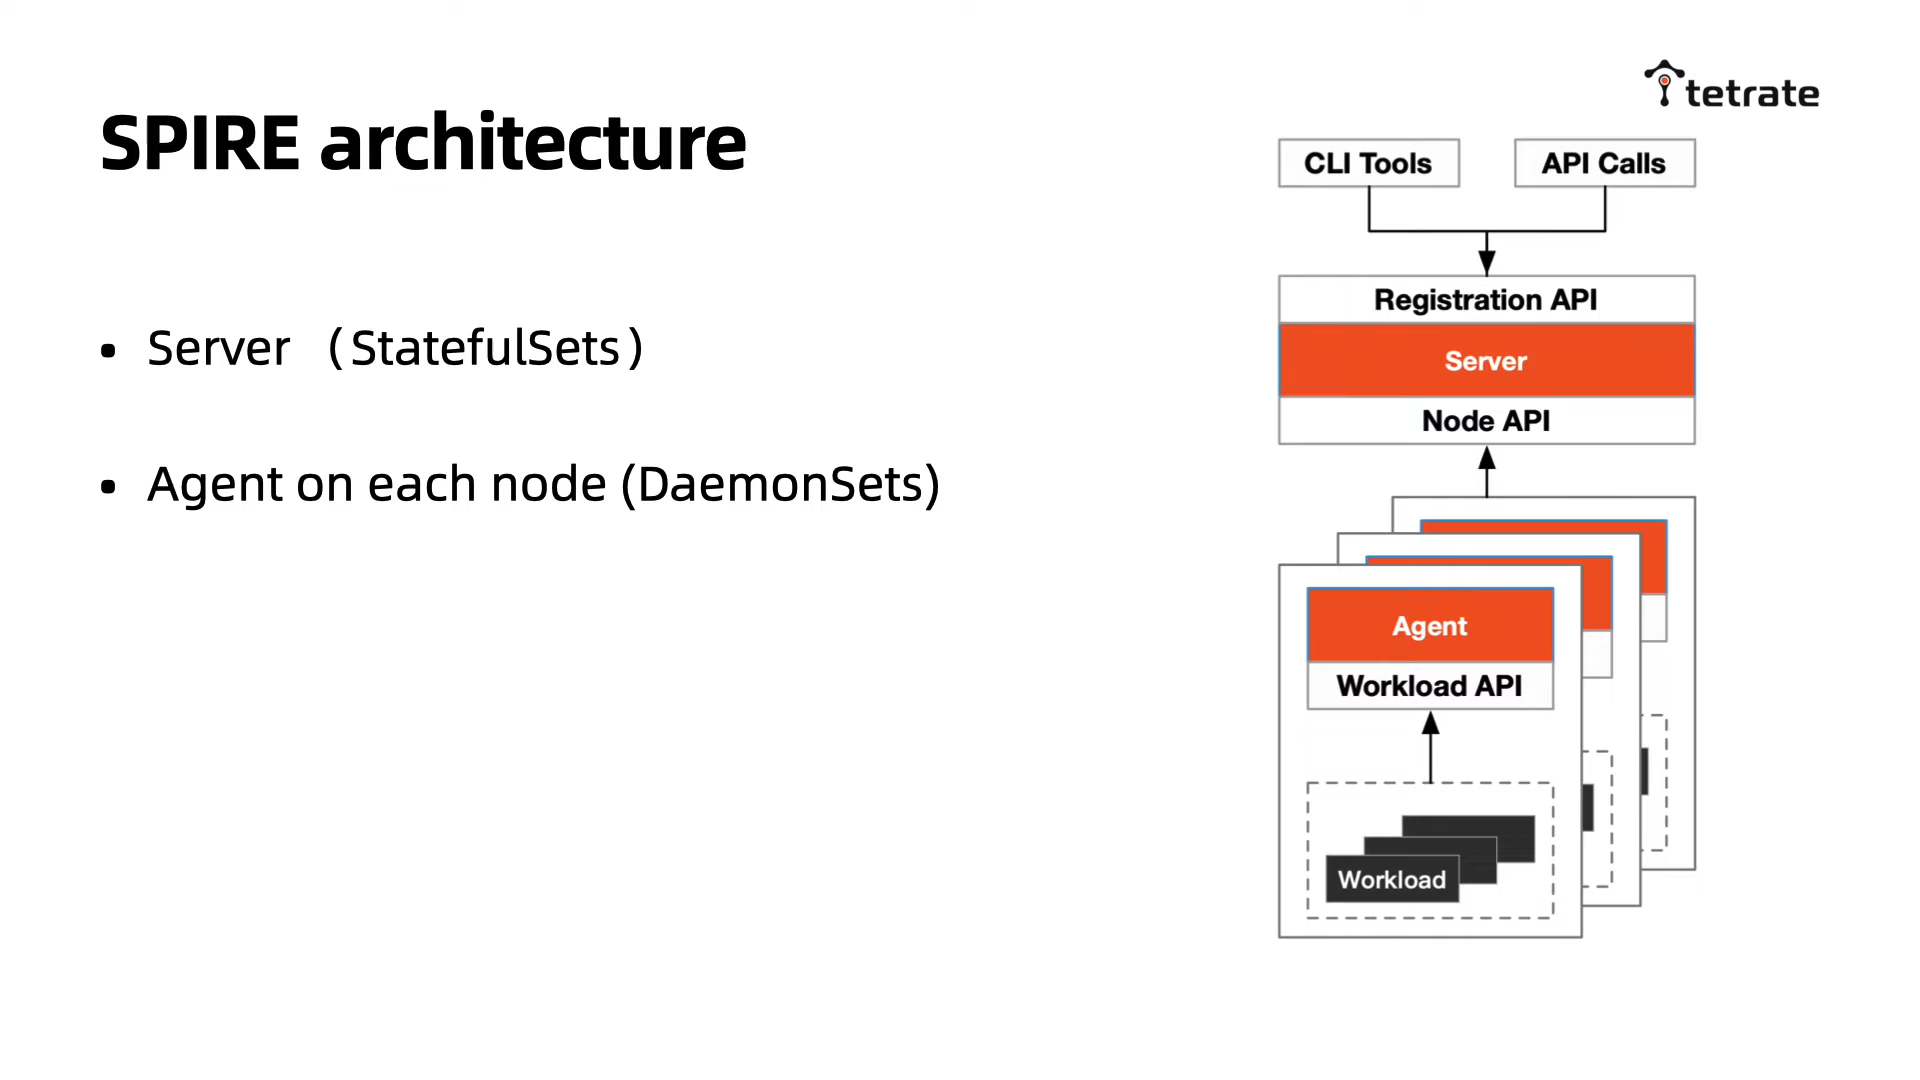 tetrate
SPIRE architecture
• Server （StatefulSets）
• Agent on each node (DaemonSets)
CLI Tools
API Calls
Registration API
Server
Node API
Agent
Workload API
Workload